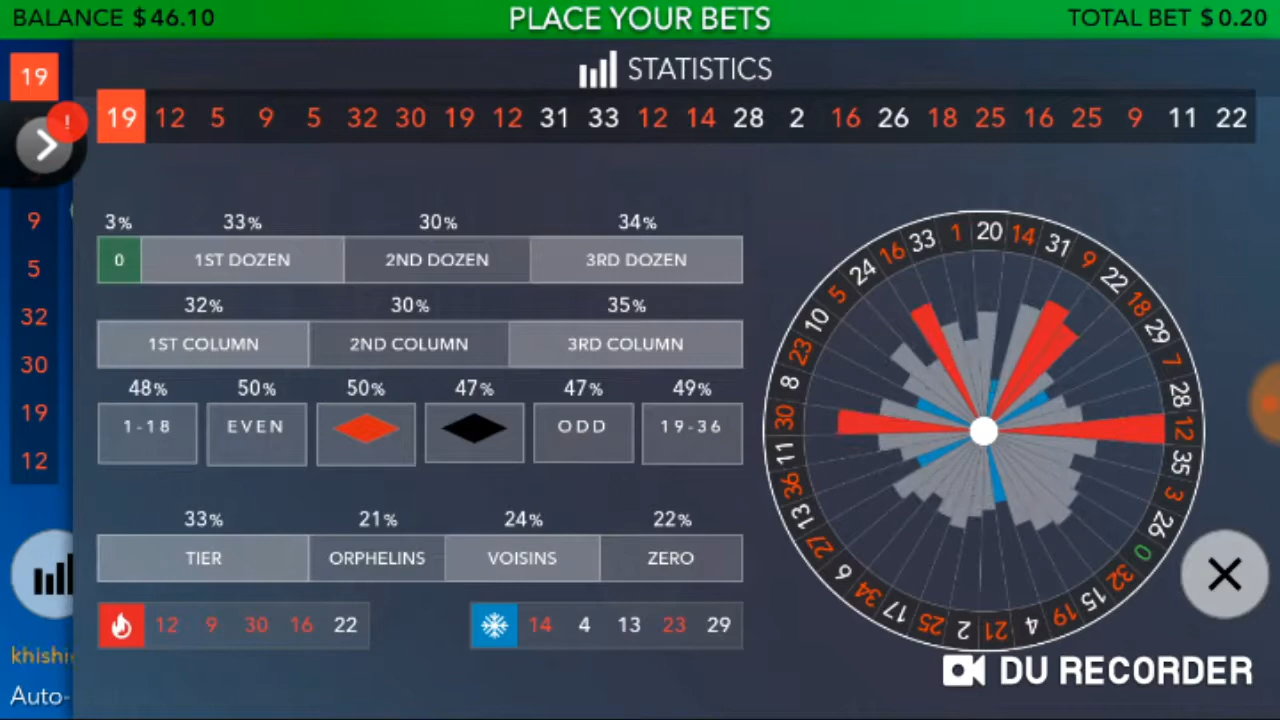 BALANCE $46.10
PLACE YOUR BETS
TOTAL BET $0.20
STATISTICS
19 12 5 9 5 32 30 19 12 31 33 12 14 28 2 16 26 18 25 16 25 9 11 22
19
!
9
5
32
30
19
12
3% 33% 30% 34%
0 1ST DOZEN 2ND DOZEN 3RD DOZEN
32% 30% 35%
1ST COLUMN 2ND COLUMN 3RD COLUMN
48% 50% 50% 47% 47% 49%
1-18 EVEN ODD 19-36
33% 21% 24% 22%
TIER ORPHELINS VOISINS ZERO
12 9 30 16 22
14 4 13 23 29
20 14 31 9 22 18 29 7 28 12 35 3 26 0 32 15 19 4 21 2 25 17 34 6 27 13 36 11 30 8 23 10 5 24 16 33 1
khishi
Auto-
DU RECORDER